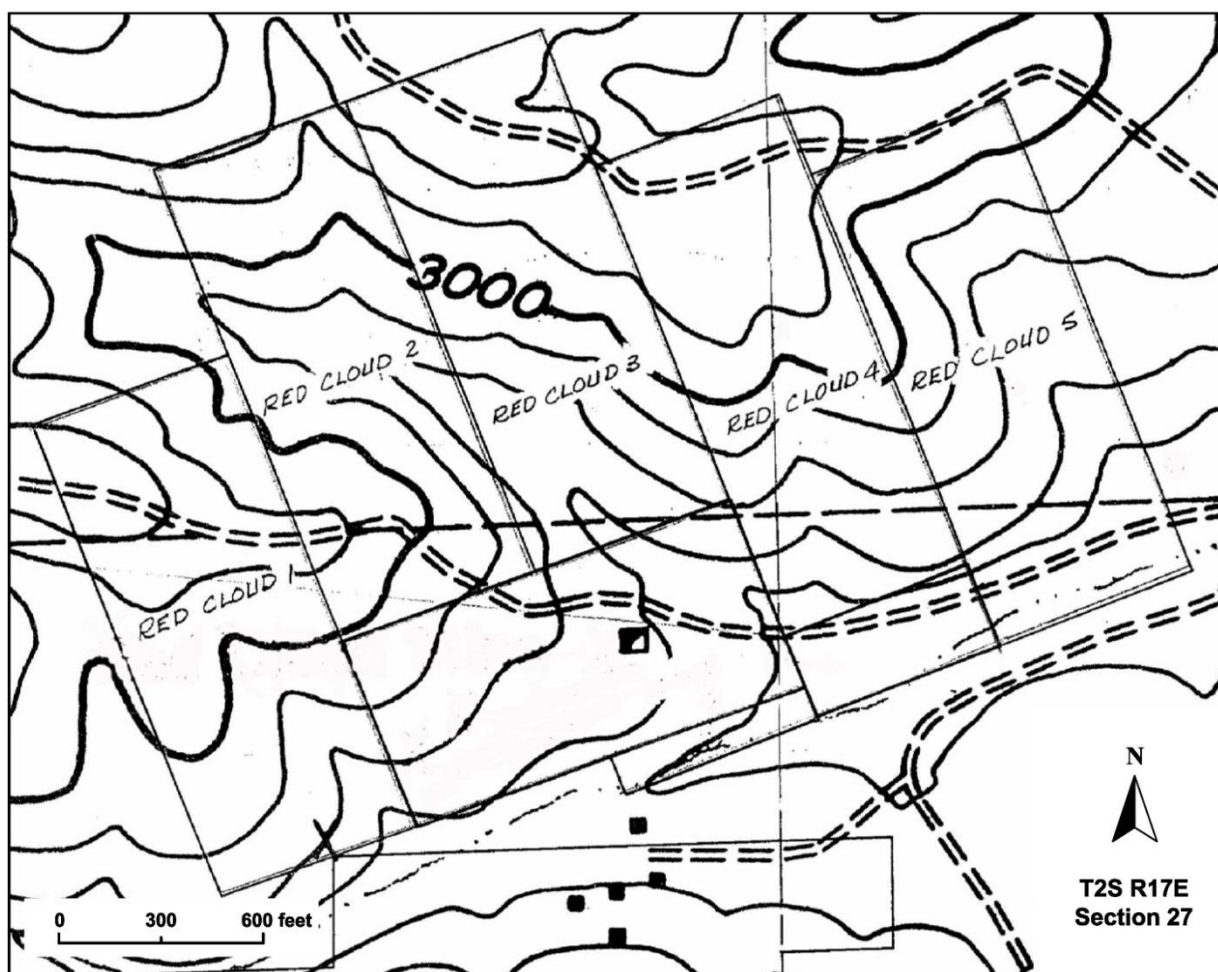 3000
RED CLOUD 2
RED CLOUD 3
RED CLOUD 4
RED CLOUD 5
RED CLOUD 1
N
T2S R17E
Section 27
0 300 600 feet